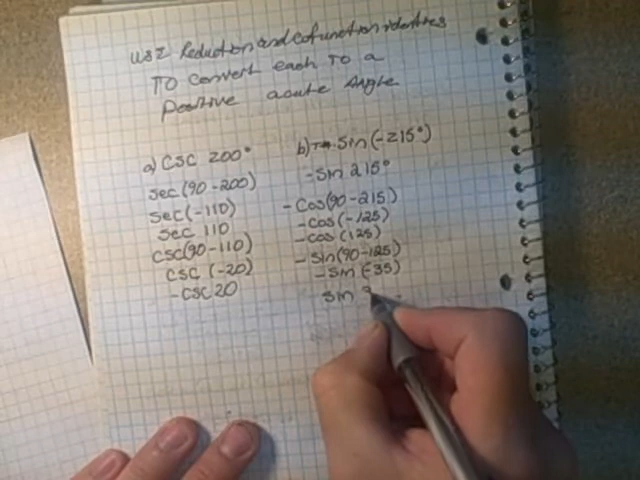 USE Reduction and cofunction identities
TO convert each TO a
Positive acute Angle
a) CSC 200°
sec(90-200)
sec(-110)
sec 110
csc(90-110)
csc (-20)
-csc20
b) sin(-215°)
-sin 215°
-cos(90-215)
-cos(-125)
-cos(125)
-sin(90-125)
-sin(-35)
sin